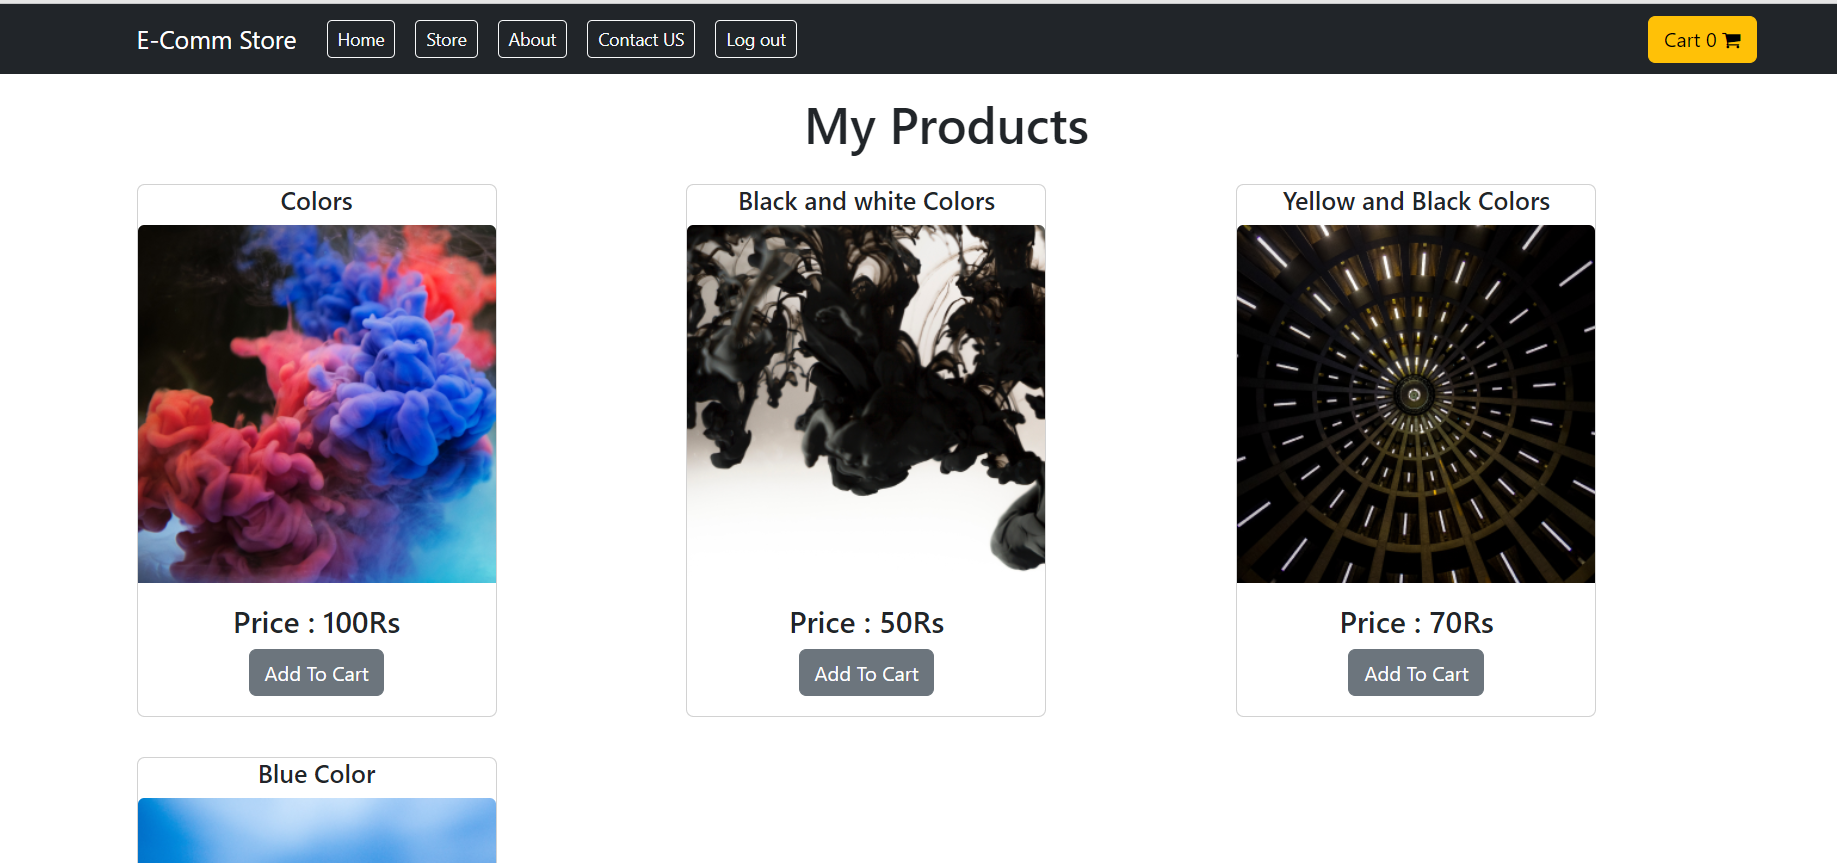 E-Comm Store Home Store About Contact US Log out Cart 0
My Products
Colors
Price : 100Rs
Add To Cart
Black and white Colors
Price : 50Rs
Add To Cart
Yellow and Black Colors
Price : 70Rs
Add To Cart
Blue Color